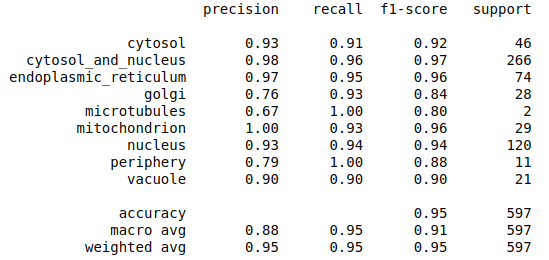 precision recall f1-score support
cytosol 0.93 0.91 0.92 46
cytosol_and_nucleus 0.98 0.96 0.97 266
endoplasmic_reticulum 0.97 0.95 0.96 74
golgi 0.76 0.93 0.84 28
microtubules 0.67 1.00 0.80 2
mitochondrion 1.00 0.93 0.96 29
nucleus 0.93 0.94 0.94 120
periphery 0.79 1.00 0.88 11
vacuole 0.90 0.90 0.90 21
accuracy 0.95 597
macro avg 0.88 0.95 0.91 597
weighted avg 0.95 0.95 0.95 597